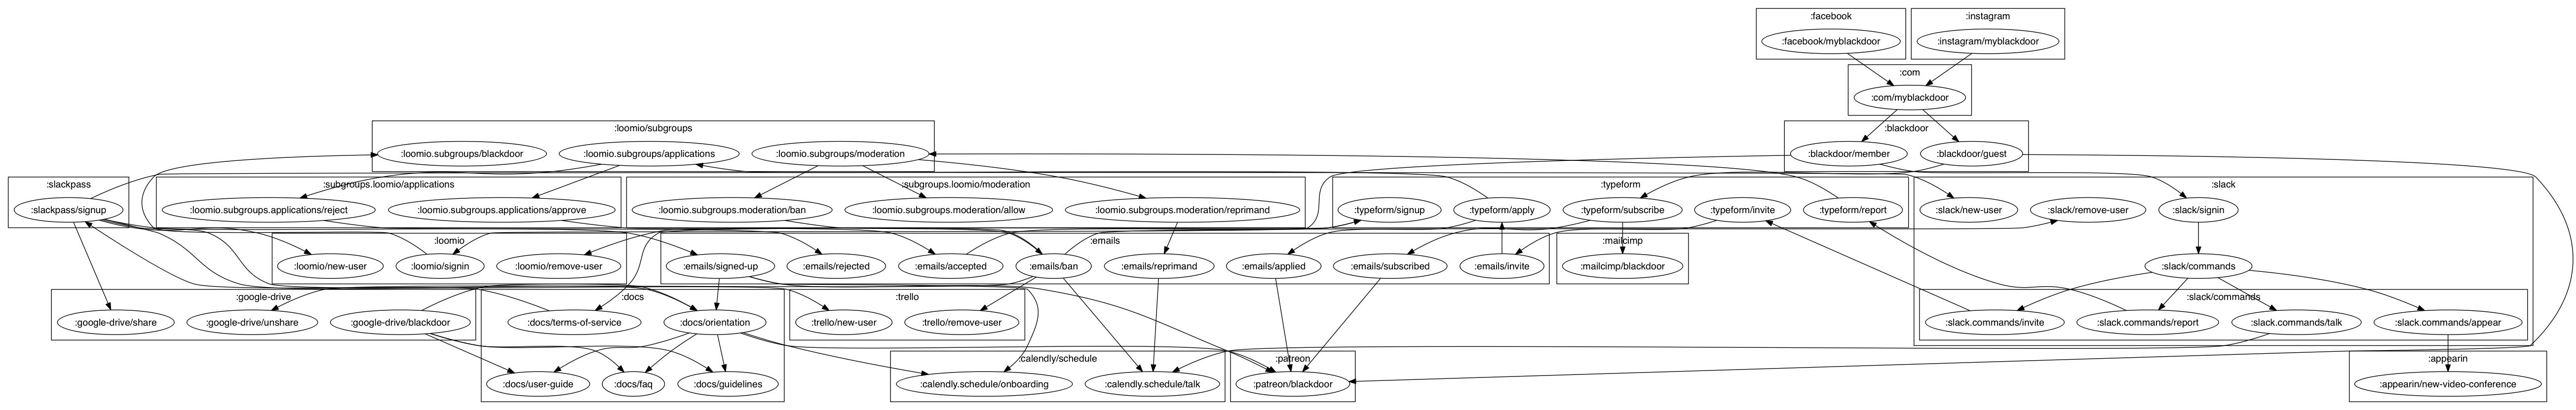 :facebook
:instagram
:facebook/myblackdoor
:instagram/myblackdoor
:com
:com/myblackdoor
:loomio/subgroups
:blackdoor
:loomio.subgroups/blackdoor
:loomio.subgroups/applications
:loomio.subgroups/moderation
:blackdoor/member
:blackdoor/guest
:slackpass
:subgroups.loomio/applications
:subgroups.loomio/moderation
:typeform
:slack
:slackpass/signup
:loomio.subgroups.applications/reject
:loomio.subgroups.applications/approve
:loomio.subgroups.moderation/ban
:loomio.subgroups.moderation/allow
:loomio.subgroups.moderation/reprimand
:typeform/signup
:typeform/apply
:typeform/subscribe
:typeform/invite
:typeform/report
:slack/new-user
:slack/remove-user
:slack/signin
:loomio
:emails
:mailcimp
:loomio/new-user
:loomio/signin
:loomio/remove-user
:emails/signed-up
:emails/rejected
:emails/accepted
:emails/ban
:emails/reprimand
:emails/applied
:emails/subscribed
:emails/invite
:mailcimp/blackdoor
:slack/commands
:google-drive
:docs
:trello
:slack/commands
:google-drive/share
:google-drive/unshare
:google-drive/blackdoor
:docs/terms-of-service
:docs/orientation
:trello/new-user
:trello/remove-user
:slack.commands/invite
:slack.commands/report
:slack.commands/talk
:slack.commands/appear
:calendly/schedule
:patreon
:appearin
:docs/user-guide
:docs/faq
:docs/guidelines
:calendly.schedule/onboarding
:calendly.schedule/talk
:patreon/blackdoor
:appearin/new-video-conference